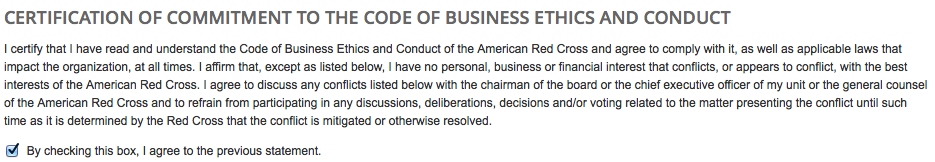 CERTIFICATION OF COMMITMENT TO THE CODE OF BUSINESS ETHICS AND CONDUCT
I certify that I have read and understand the Code of Business Ethics and Conduct of the American Red Cross and agree to comply with it, as well as applicable laws that
impact the organization, at all times. I affirm that, except as listed below, I have no personal, business or financial interest that conflicts, or appears to conflict, with the best
interests of the American Red Cross. I agree to discuss any conflicts listed below with the chairman of the board or the chief executive officer of my unit or the general counsel
of the American Red Cross and to refrain from participating in any discussions, deliberations, decisions and/or voting related to the matter presenting the conflict until such
time as it is determined by the Red Cross that the conflict is mitigated or otherwise resolved.
By checking this box, I agree to the previous statement.